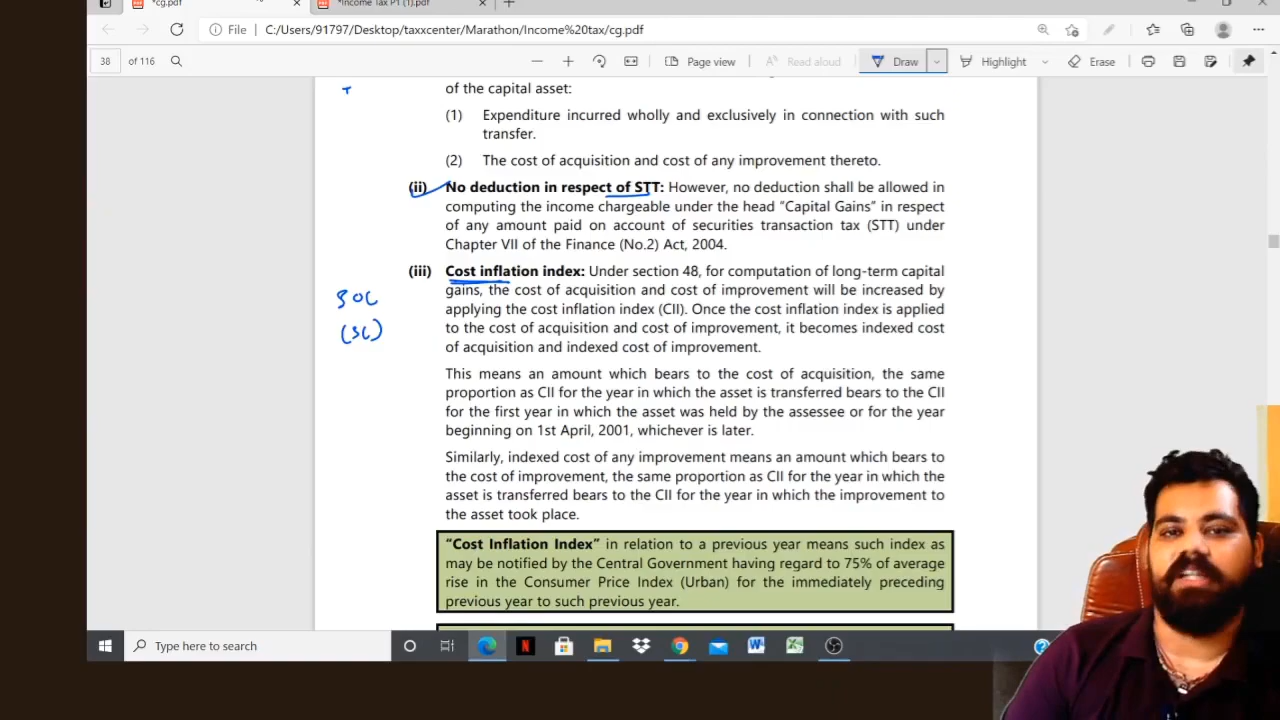 *cg.pdf
*Income Tax P1 (1).pdf
File C:/Users/91797/Desktop/taxxcenter/Marathon/Income%20tax/cg.pdf
38 of 116 Page view Read aloud Draw Highlight Erase
of the capital asset:
(1) Expenditure incurred wholly and exclusively in connection with such
transfer.
(2) The cost of acquisition and cost of any improvement thereto.
(ii) No deduction in respect of STT: However, no deduction shall be allowed in
computing the income chargeable under the head “Capital Gains” in respect
of any amount paid on account of securities transaction tax (STT) under
Chapter VII of the Finance (No.2) Act, 2004.
(iii) Cost inflation index: Under section 48, for computation of long-term capital
gains, the cost of acquisition and cost of improvement will be increased by
applying the cost inflation index (CII). Once the cost inflation index is applied
to the cost of acquisition and cost of improvement, it becomes indexed cost
of acquisition and indexed cost of improvement.
This means an amount which bears to the cost of acquisition, the same
proportion as CII for the year in which the asset is transferred bears to the CII
for the first year in which the asset was held by the assessee or for the year
beginning on 1st April, 2001, whichever is later.
Similarly, indexed cost of any improvement means an amount which bears to
the cost of improvement, the same proportion as CII for the year in which the
asset is transferred bears to the CII for the year in which the improvement to
the asset took place.
“Cost Inflation Index” in relation to a previous year means such index as
may be notified by the Central Government having regard to 75% of average
rise in the Consumer Price Index (Urban) for the immediately preceding
previous year to such previous year.
Type here to search